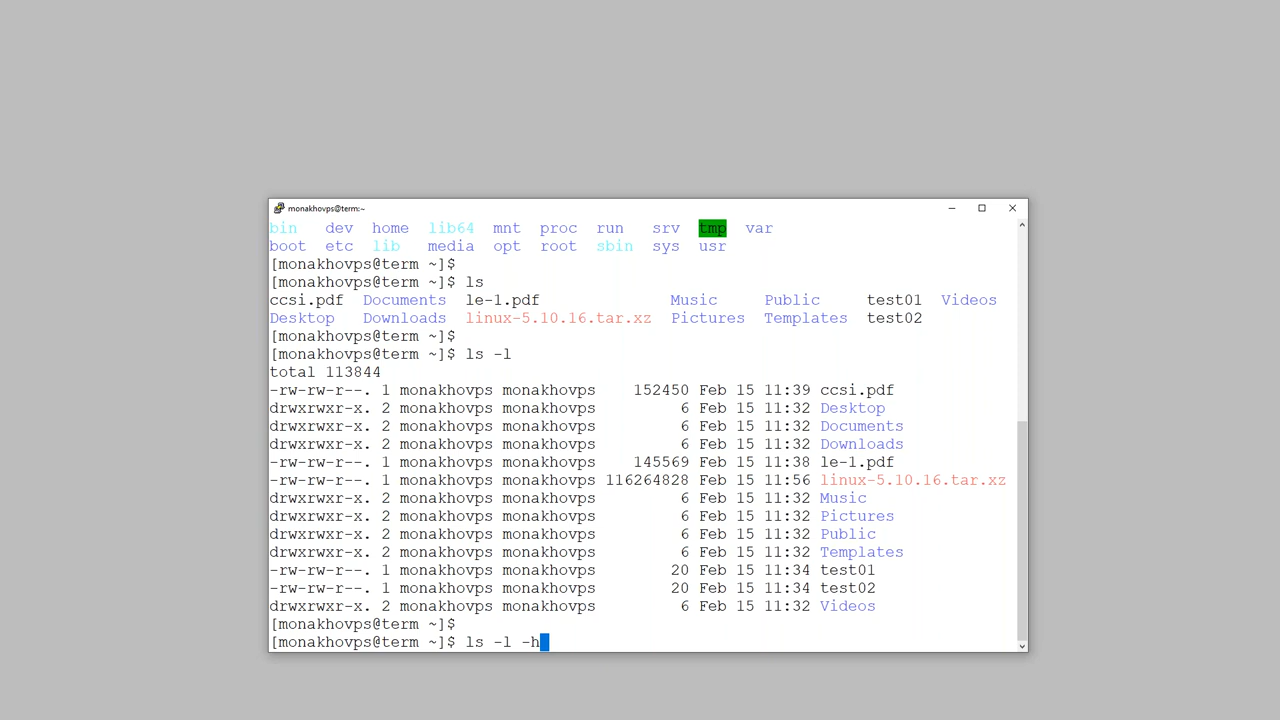 monakhovps@term:~
bin dev home lib64 mnt proc run srv tmp var
boot etc lib media opt root sbin sys usr
[monakhovps@term ~]$
[monakhovps@term ~]$ ls
ccsi.pdf Documents le-1.pdf Music Public test01 Videos
Desktop Downloads linux-5.10.16.tar.xz Pictures Templates test02
[monakhovps@term ~]$
[monakhovps@term ~]$ ls -l
total 113844
-rw-rw-r--. 1 monakhovps monakhovps 152450 Feb 15 11:39 ccsi.pdf
drwxrwxr-x. 2 monakhovps monakhovps 6 Feb 15 11:32 Desktop
drwxrwxr-x. 2 monakhovps monakhovps 6 Feb 15 11:32 Documents
drwxrwxr-x. 2 monakhovps monakhovps 6 Feb 15 11:32 Downloads
-rw-rw-r--. 1 monakhovps monakhovps 145569 Feb 15 11:38 le-1.pdf
-rw-rw-r--. 1 monakhovps monakhovps 116264828 Feb 15 11:56 linux-5.10.16.tar.xz
drwxrwxr-x. 2 monakhovps monakhovps 6 Feb 15 11:32 Music
drwxrwxr-x. 2 monakhovps monakhovps 6 Feb 15 11:32 Pictures
drwxrwxr-x. 2 monakhovps monakhovps 6 Feb 15 11:32 Public
drwxrwxr-x. 2 monakhovps monakhovps 6 Feb 15 11:32 Templates
-rw-rw-r--. 1 monakhovps monakhovps 20 Feb 15 11:34 test01
-rw-rw-r--. 1 monakhovps monakhovps 20 Feb 15 11:34 test02
drwxrwxr-x. 2 monakhovps monakhovps 6 Feb 15 11:32 Videos
[monakhovps@term ~]$
[monakhovps@term ~]$ ls -l -h